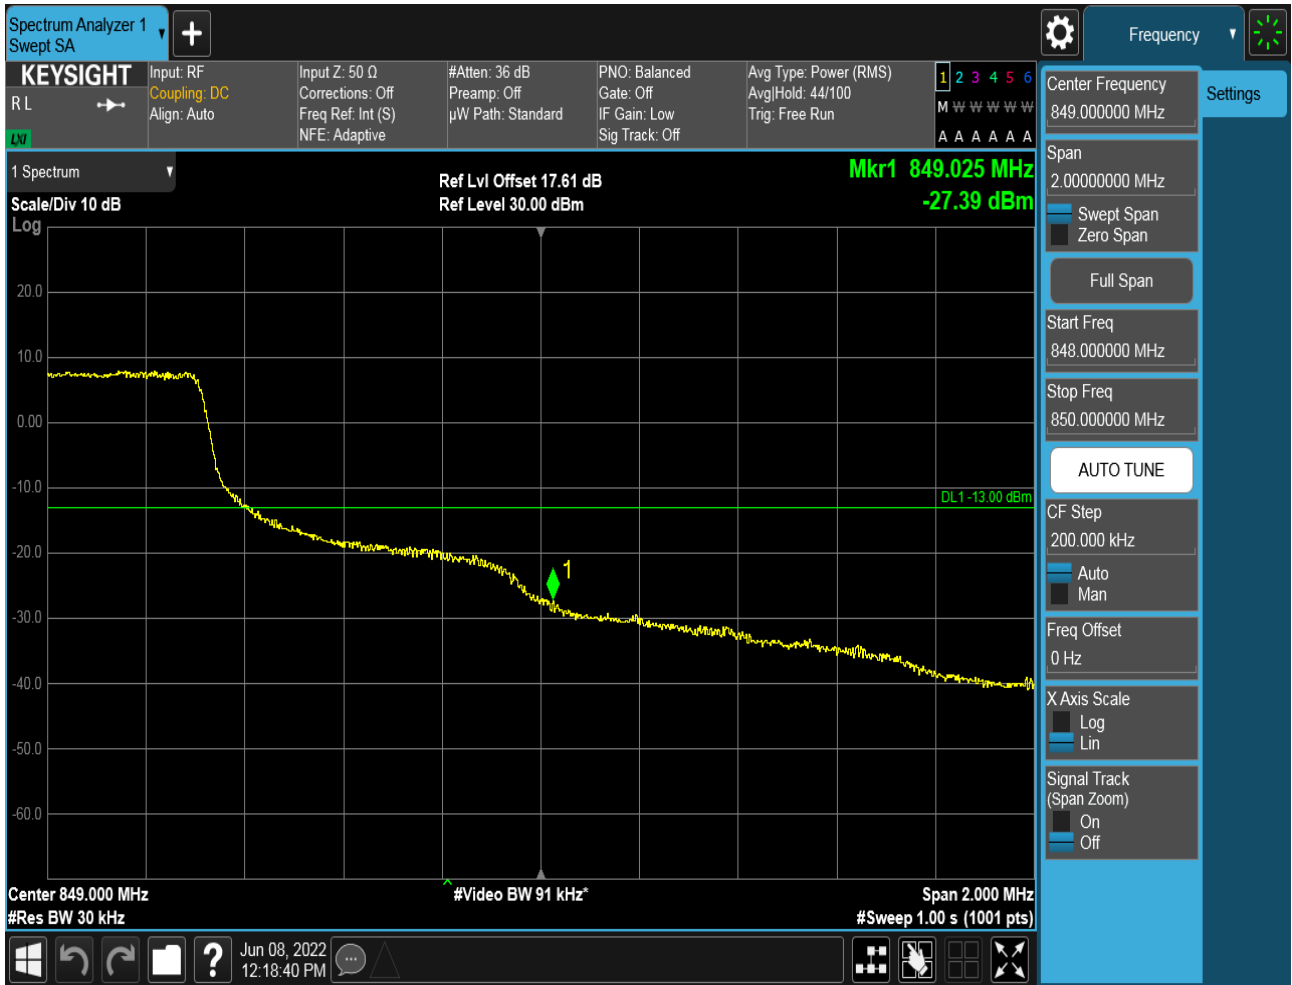 Spectrum Analyzer 1
Swept SA
+
Frequency
KEYSIGHT
R L
LXI
Input: RF
Coupling: DC
Align: Auto
Input Z: 50 Ω
Corrections: Off
Freq Ref: Int (S)
NFE: Adaptive
#Atten: 36 dB
Preamp: Off
µW Path: Standard
PNO: Balanced
Gate: Off
IF Gain: Low
Sig Track: Off
Avg Type: Power (RMS)
Avg|Hold: 44/100
Trig: Free Run
1 2 3 4 5 6
M W W W W W
A A A A A A
1 Spectrum
Scale/Div 10 dB
Log
Ref Lvl Offset 17.61 dB
Ref Level 30.00 dBm
Mkr1 849.025 MHz
-27.39 dBm
20.0
10.0
0.00
-10.0
-20.0
-30.0
-40.0
-50.0
-60.0
DL1 -13.00 dBm
1
Center 849.000 MHz
#Res BW 30 kHz
#Video BW 91 kHz*
Span 2.000 MHz
#Sweep 1.00 s (1001 pts)
?
Jun 08, 2022
12:18:40 PM
Center Frequency
849.000000 MHz
Settings
Span
2.00000000 MHz
Swept Span
Zero Span
Full Span
Start Freq
848.000000 MHz
Stop Freq
850.000000 MHz
AUTO TUNE
CF Step
200.000 kHz
Auto
Man
Freq Offset
0 Hz
X Axis Scale
Log
Lin
Signal Track
(Span Zoom)
On
Off